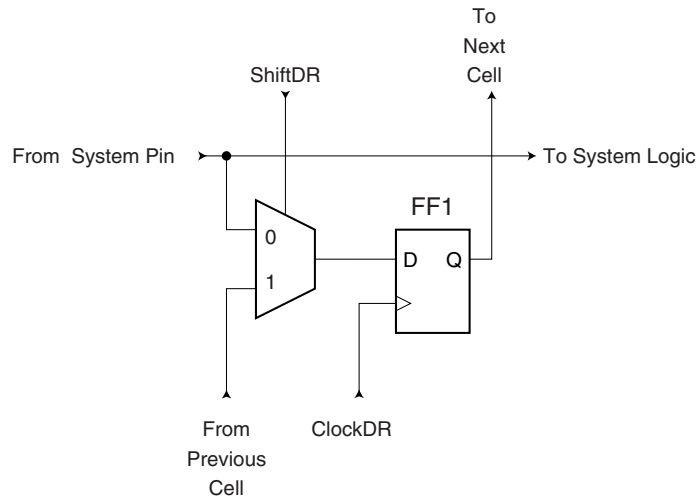 To
Next
Cell
ShiftDR
From System Pin
To System Logic
FF1
0
D Q
1
From
Previous
Cell
ClockDR